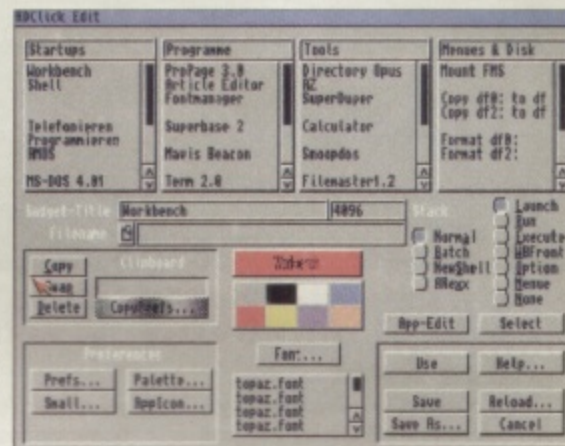 HDClick Edit
Startups
Workbench
Shell
Telefonieren
Programmieren
AMOS
MS-DOS 4.01
Programme
ProPage 3.0
Article Editor
Fontmanager
Superbase 2
Mavis Beacon
Term 2.0
Tools
Directory Opus
AZ
SuperDuper
Calculator
Snoopdos
Filemaster1.2
Menues & Disk
Mount FMS
Copy df0: to df
Copy df2: to df
Format df0:
Format df2:
Gadget-Title Workbench 4096 Stack
Filename
Normal
Batch
NewShell
ARexx
Launch
Run
Execute
WBFront
Option
Menue
None
Copy
Swap
Delete
Clipboard
CopyPrefs...
App-Edit Select
Preferences
Prefs... Palette...
Small... AppIcon...
Font...
topaz.font
topaz.font
topaz.font
topaz.font
Use Help...
Save Reload...
Save As... Cancel